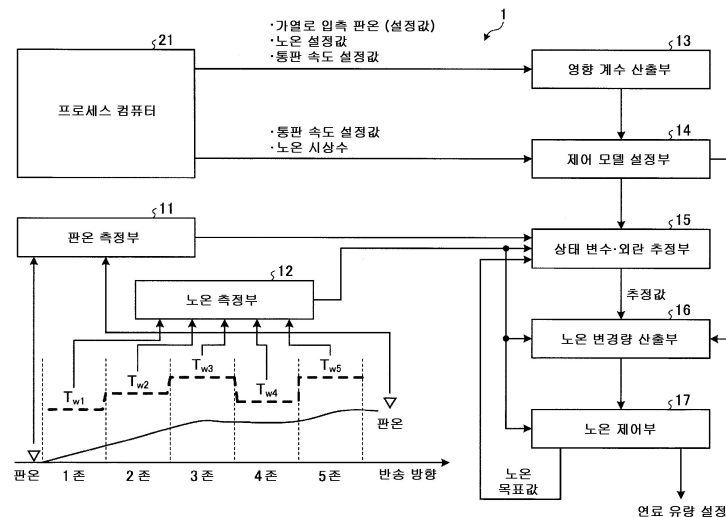 1
21
프로세스 컴퓨터
·가열로 입측 판온 (설정값)
·노온 설정값
·통판 속도 설정값
13
영향 계수 산출부
·통판 속도 설정값
·노온 시상수
14
제어 모델 설정부
11
판온 측정부
15
상태 변수·외란 추정부
12
노온 측정부
추정값
16
노온 변경량 산출부
Tw1
Tw2
Tw3
Tw4
Tw5
판온
17
노온 제어부
판온
1존
2존
3존
4존
5존
반송 방향
노온
목표값
연료 유량 설정